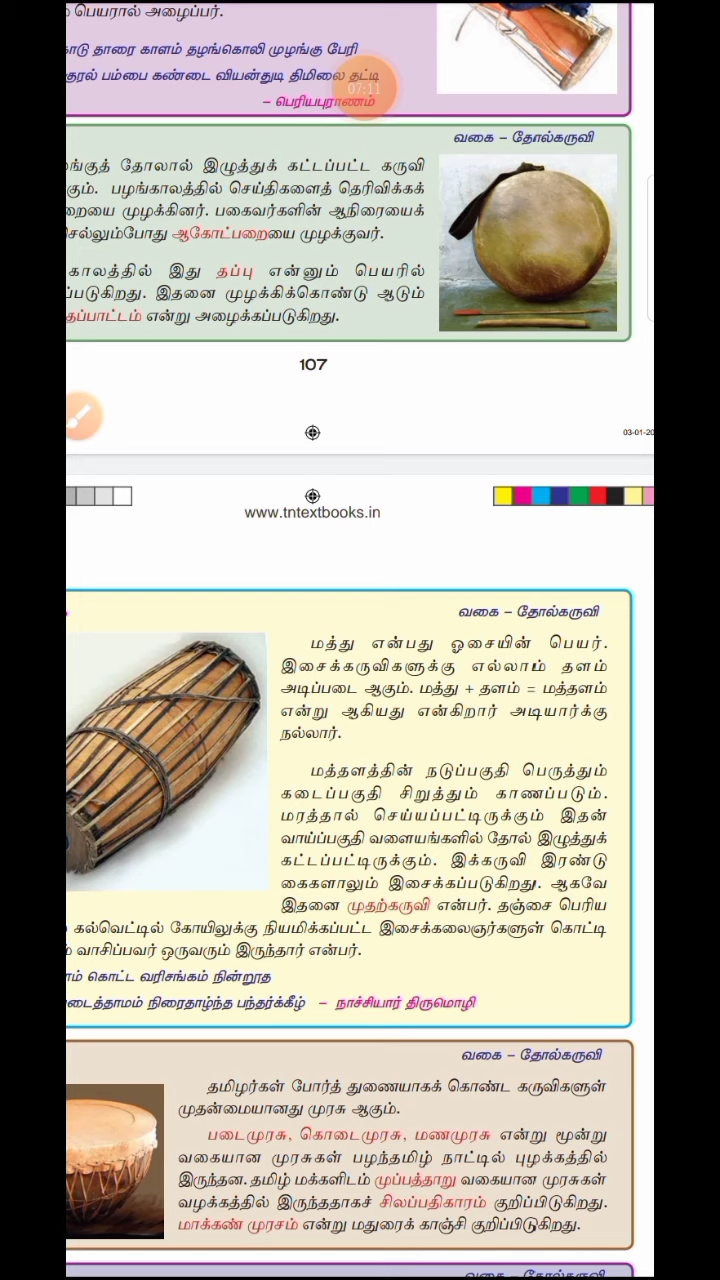 பெயரால் அழைப்பர்.
தாரை காளம் தழங்கொலி முழங்கு பேரி
பம்பை கண்டை வியன்துடி திமிலை தட்டி
07:11
– பெரியபுராணம்
வகை – தோல்கருவி
தோலால் இழுத்துக் கட்டப்பட்ட கருவி
பழங்காலத்தில் செய்திகளைத் தெரிவிக்கக்
முழக்கினர். பகைவர்களின் ஆநிரையைக்
ஆகோட்பறையை முழக்குவர்.
காலத்தில் இது தப்பு என்னும் பெயரில்
இதனை முழக்கிக்கொண்டு ஆடும்
தப்பாட்டம் என்று அழைக்கப்படுகிறது.
107
03-01-20
www.tntextbooks.in
வகை – தோல்கருவி
மத்து என்பது ஓசையின் பெயர்.
இசைக்கருவிகளுக்கு எல்லாம் தளம்
அடிப்படை ஆகும். மத்து + தளம் = மத்தளம்
என்று ஆகியது என்கிறார் அடியார்க்கு
நல்லார்.
மத்தளத்தின் நடுப்பகுதி பெருத்தும்
கடைப்பகுதி சிறுத்தும் காணப்படும்.
மரத்தால் செய்யப்பட்டிருக்கும் இதன்
வாய்ப்பகுதி வளையங்களில் தோல் இழுத்துக்
கட்டப்பட்டிருக்கும். இக்கருவி இரண்டு
கைகளாலும் இசைக்கப்படுகிறது. ஆகவே
இதனை முதற்கருவி என்பர். தஞ்சை பெரிய
கல்வெட்டில் கோயிலுக்கு நியமிக்கப்பட்ட இசைக்கலைஞர்களுள் கொட்டி
வாசிப்பவர் ஒருவரும் இருந்தார் என்பர்.
கொட்ட வரிசங்கம் நின்றூத
நிரைதாழ்ந்த பந்தர்க்கீழ் – நாச்சியார் திருமொழி
வகை – தோல்கருவி
தமிழர்கள் போர்த் துணையாகக் கொண்ட கருவிகளுள்
முதன்மையானது முரசு ஆகும்.
படைமுரசு, கொடைமுரசு, மணமுரசு என்று மூன்று
வகையான முரசுகள் பழந்தமிழ் நாட்டில் புழக்கத்தில்
இருந்தன. தமிழ் மக்களிடம் முப்பத்தாறு வகையான முரசுகள்
வழக்கத்தில் இருந்ததாகச் சிலப்பதிகாரம் குறிப்பிடுகிறது.
மாக்கண் முரசம் என்று மதுரைக் காஞ்சி குறிப்பிடுகிறது.